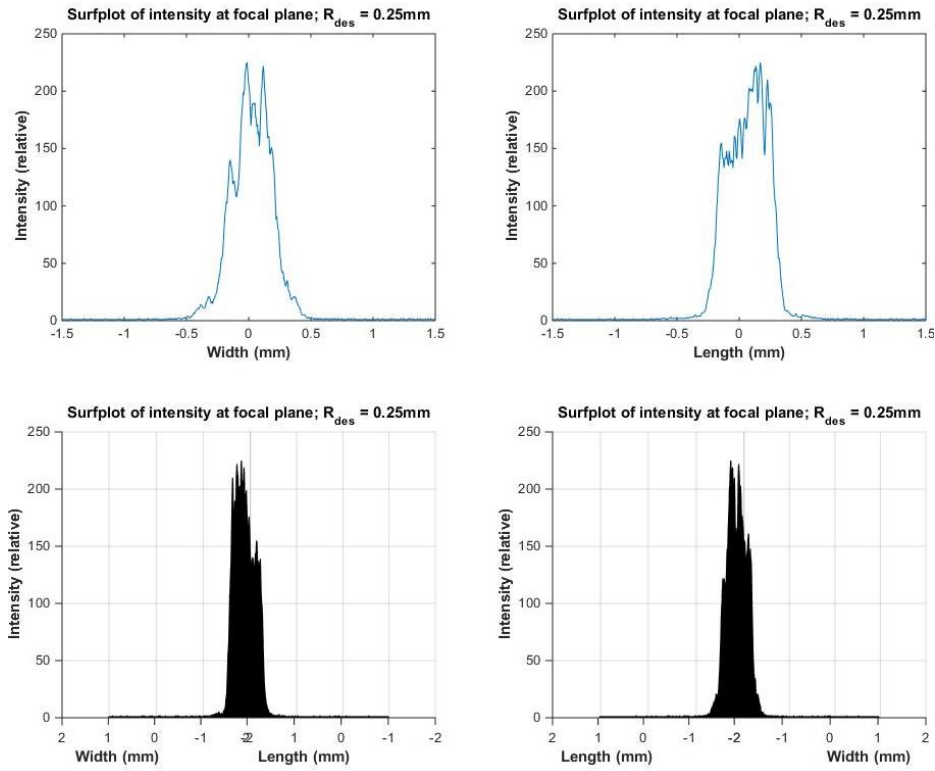 Surfplot of intensity at focal plane; R_des = 0.25mm
250
200
150
100
50
0
Intensity (relative)
-1.5 -1 -0.5 0 0.5 1 1.5
Width (mm)
Surfplot of intensity at focal plane; R_des = 0.25mm
250
200
150
100
50
0
Intensity (relative)
-1.5 -1 -0.5 0 0.5 1 1.5
Length (mm)
Surfplot of intensity at focal plane; R_des = 0.25mm
250
200
150
100
50
0
Intensity (relative)
2 1 0 -1 -2 2 1 0 -1 -2
Width (mm) Length (mm)
Surfplot of intensity at focal plane; R_des = 0.25mm
250
200
150
100
50
0
Intensity (relative)
2 1 0 -1 -2 -1 0 1 2
Length (mm) Width (mm)